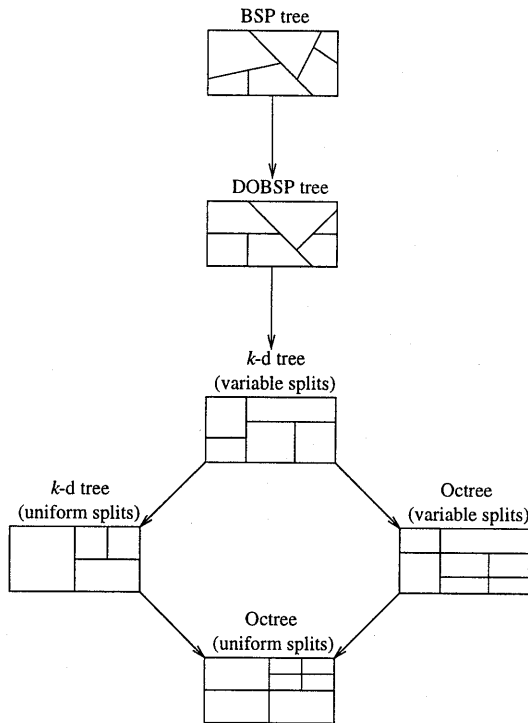 BSP tree
DOBSP tree
k-d tree
(variable splits)
k-d tree
(uniform splits)
Octree
(variable splits)
Octree
(uniform splits)